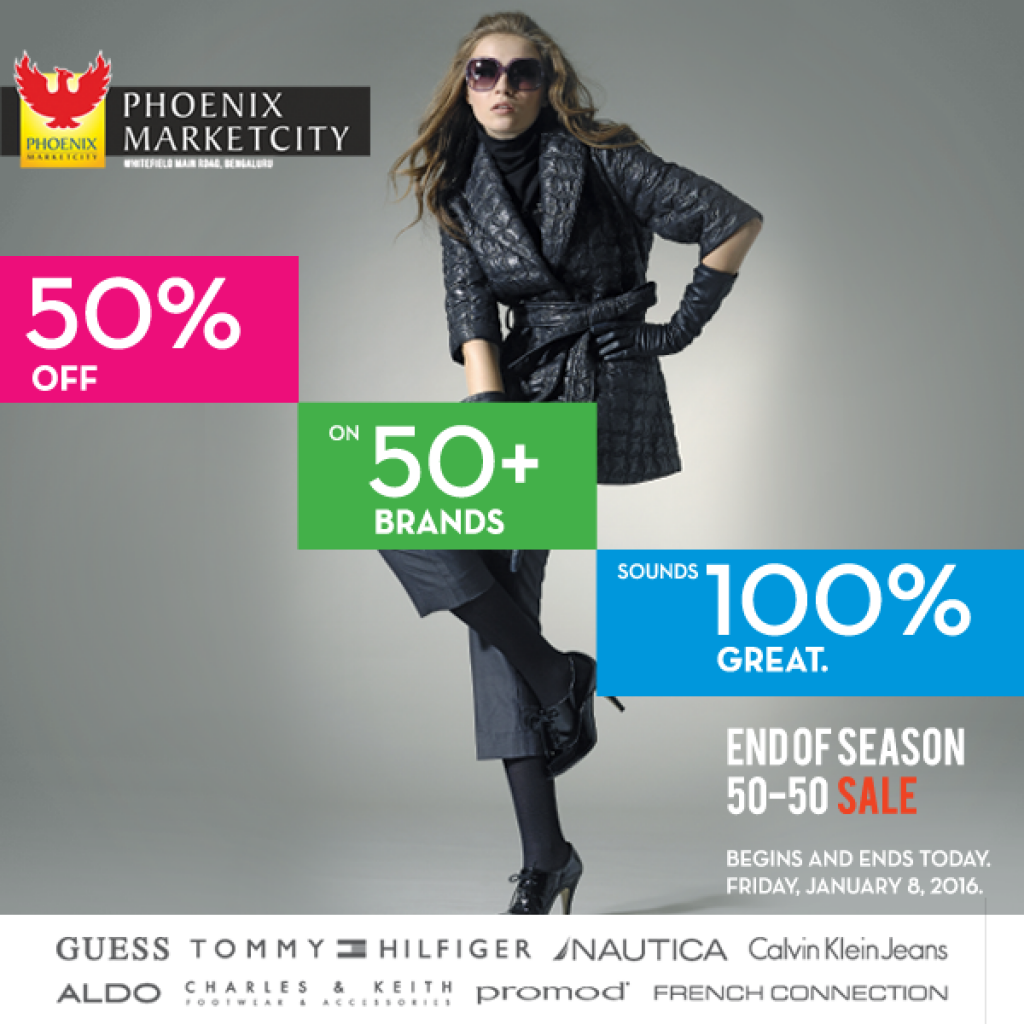 PHOENIX
MARKETCITY
PHOENIX
MARKETCITY
WHITEFIELD MAIN ROAD, BENGALURU
50%
OFF
ON 50+
BRANDS
SOUNDS 100%
GREAT.
END OF SEASON
50-50 SALE
BEGINS AND ENDS TODAY.
FRIDAY, JANUARY 8, 2016.
GUESS TOMMY HILFIGER NAUTICA Calvin Klein Jeans
ALDO CHARLES & KEITH promod FRENCH CONNECTION
FOOTWEAR & ACCESSORIES